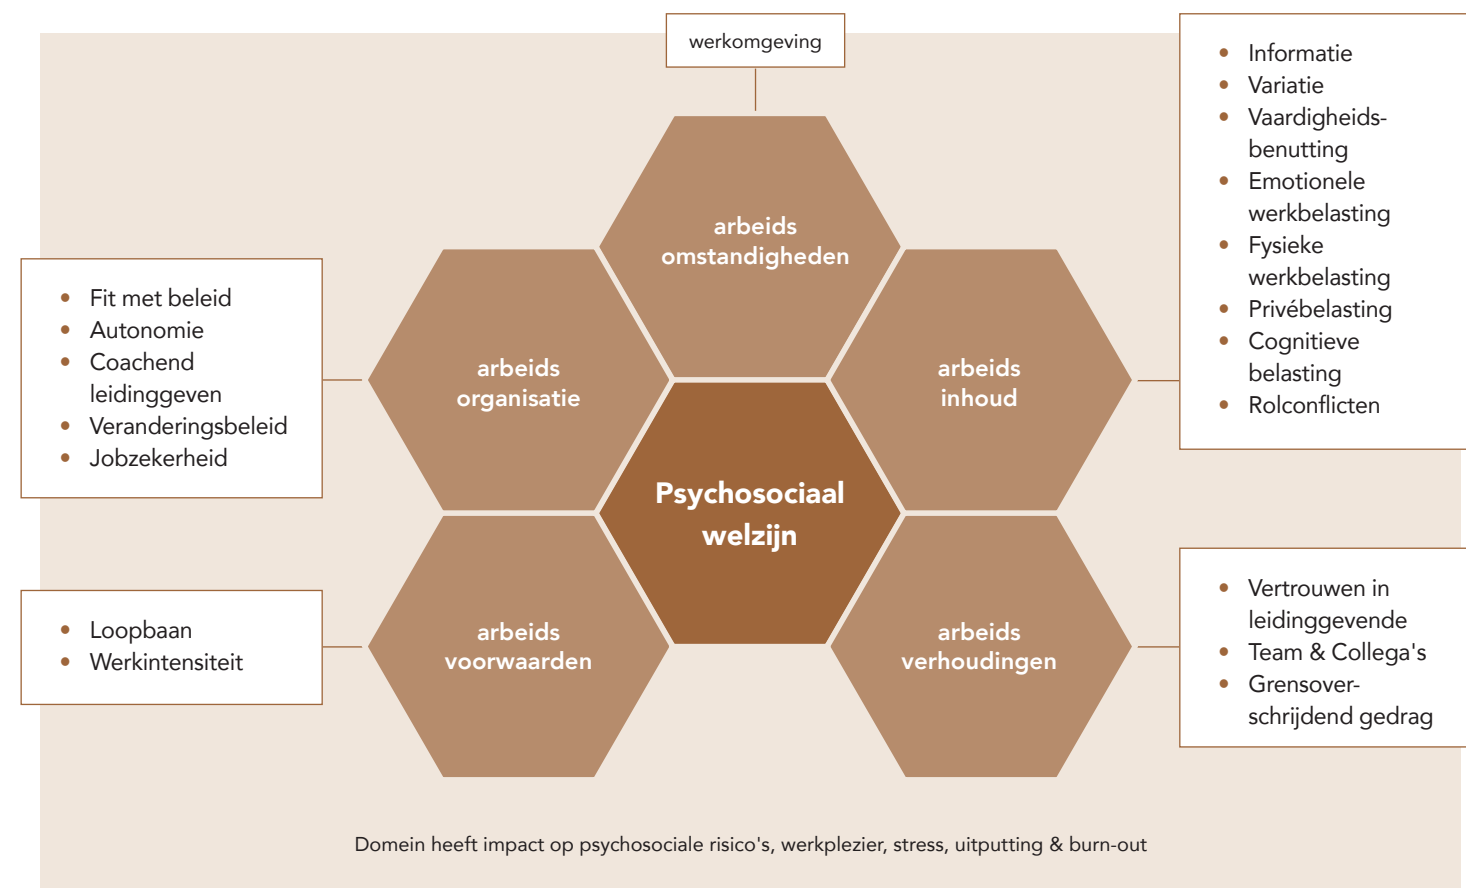 werkomgeving
arbeids
omstandigheden
• Informatie
• Variatie
• Vaardigheids-
benutting
• Emotionele
werkbelasting
• Fysieke
werkbelasting
• Privébelasting
• Cognitieve
belasting
• Rolconflicten
arbeids
inhoud
• Fit met beleid
• Autonomie
• Coachend
leidinggeven
• Veranderingsbeleid
• Jobzekerheid
arbeids
organisatie
Psychosociaal
welzijn
• Loopbaan
• Werkintensiteit
arbeids
voorwaarden
arbeids
verhoudingen
• Vertrouwen in
leidinggevende
• Team & Collega's
• Grensover-
schrijdend gedrag
Domein heeft impact op psychosociale risico's, werkplezier, stress, uitputting & burn-out